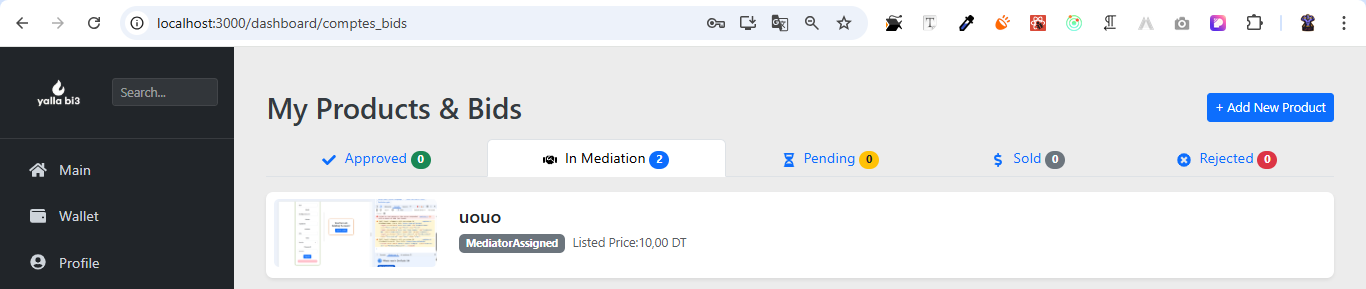 localhost:3000/dashboard/comptes_bids
yalla bi3
Search...
Main
Wallet
Profile
My Products & Bids
+ Add New Product
Approved 0
In Mediation 2
Pending 0
Sold 0
Rejected 0
uouo
MediatorAssigned Listed Price:10,00 DT